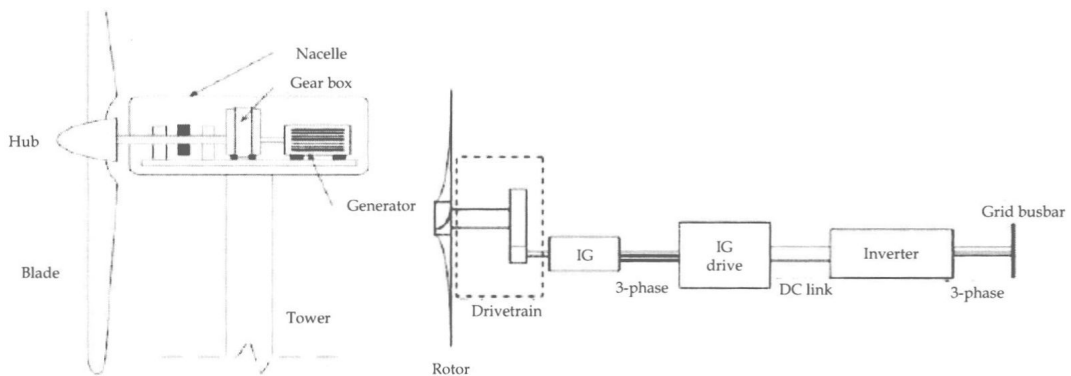 Nacelle
Gear box
Hub
Generator
Blade
Tower
Grid busbar
IG
IG
drive
Inverter
3-phase
DC link
3-phase
Drivetrain
Rotor